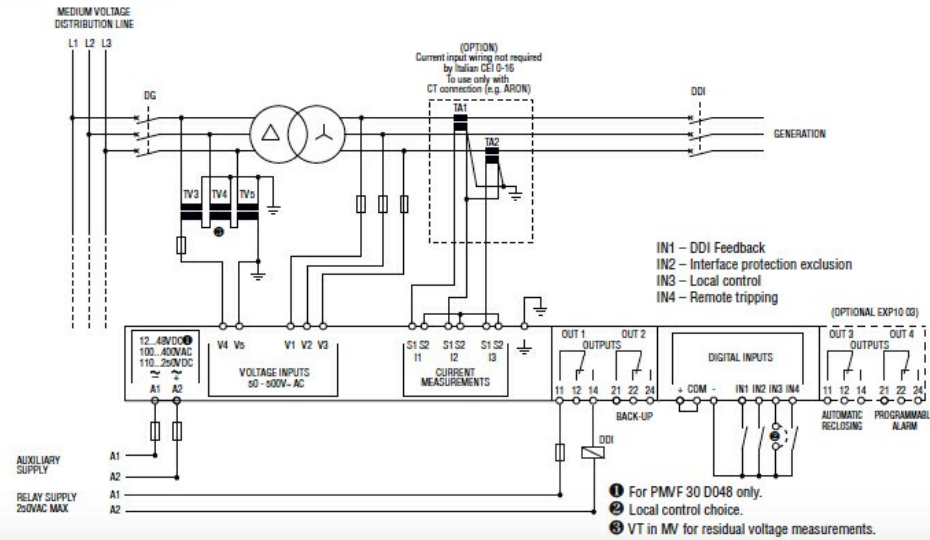 MEDIUM VOLTAGE
DISTRIBUTION LINE
L1 L2 L3
DG
(OPTION)
Current input wiring not required
by Italian CEI 0-16
To use only with
CT connection (e.g. ARON)
TA1
TA2
DDI
GENERATION
TV3 TV4 TV5
❸
IN1 – DDI Feedback
IN2 – Interface protection exclusion
IN3 – Local control
IN4 – Remote tripping
(OPTIONAL EXP10 03)
12...48VDC❶
100...400VAC
110...250VDC
A1 A2
V4 V5 V1 V2 V3
VOLTAGE INPUTS
50 - 500V~ AC
S1 S2 S1 S2 S1 S2
I1 I2 I3
CURRENT
MEASUREMENTS
OUT 1 OUT 2
OUTPUTS
11 12 14 21 22 24
BACK-UP
DIGITAL INPUTS
+ COM - IN1 IN2 IN3 IN4
OUT 3 OUT 4
OUTPUTS
11 12 14 21 22 24
AUTOMATIC
RECLOSING
PROGRAMMABL
ALARM
❷
DDI
AUXILIARY
SUPPLY
A1
A2
RELAY SUPPLY
250VAC MAX
A1
A2
❶ For PMVF 30 D048 only.
❷ Local control choice.
❸ VT in MV for residual voltage measurements.